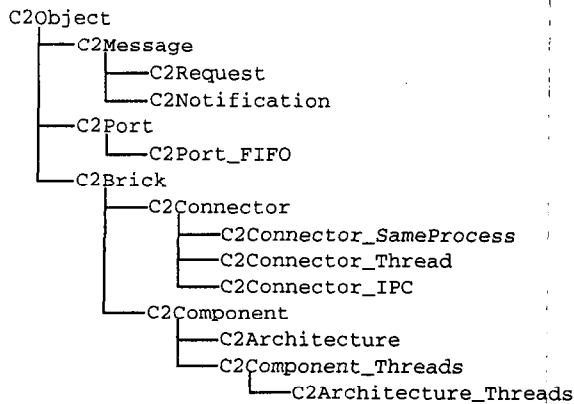 C2Object
C2Message
C2Request
C2Notification
C2Port
C2Port_FIFO
C2Brick
C2Connector
C2Connector_SameProcess
C2Connector_Thread
C2Connector_IPC
C2Component
C2Architecture
C2Component_Threads
C2Architecture_Threads